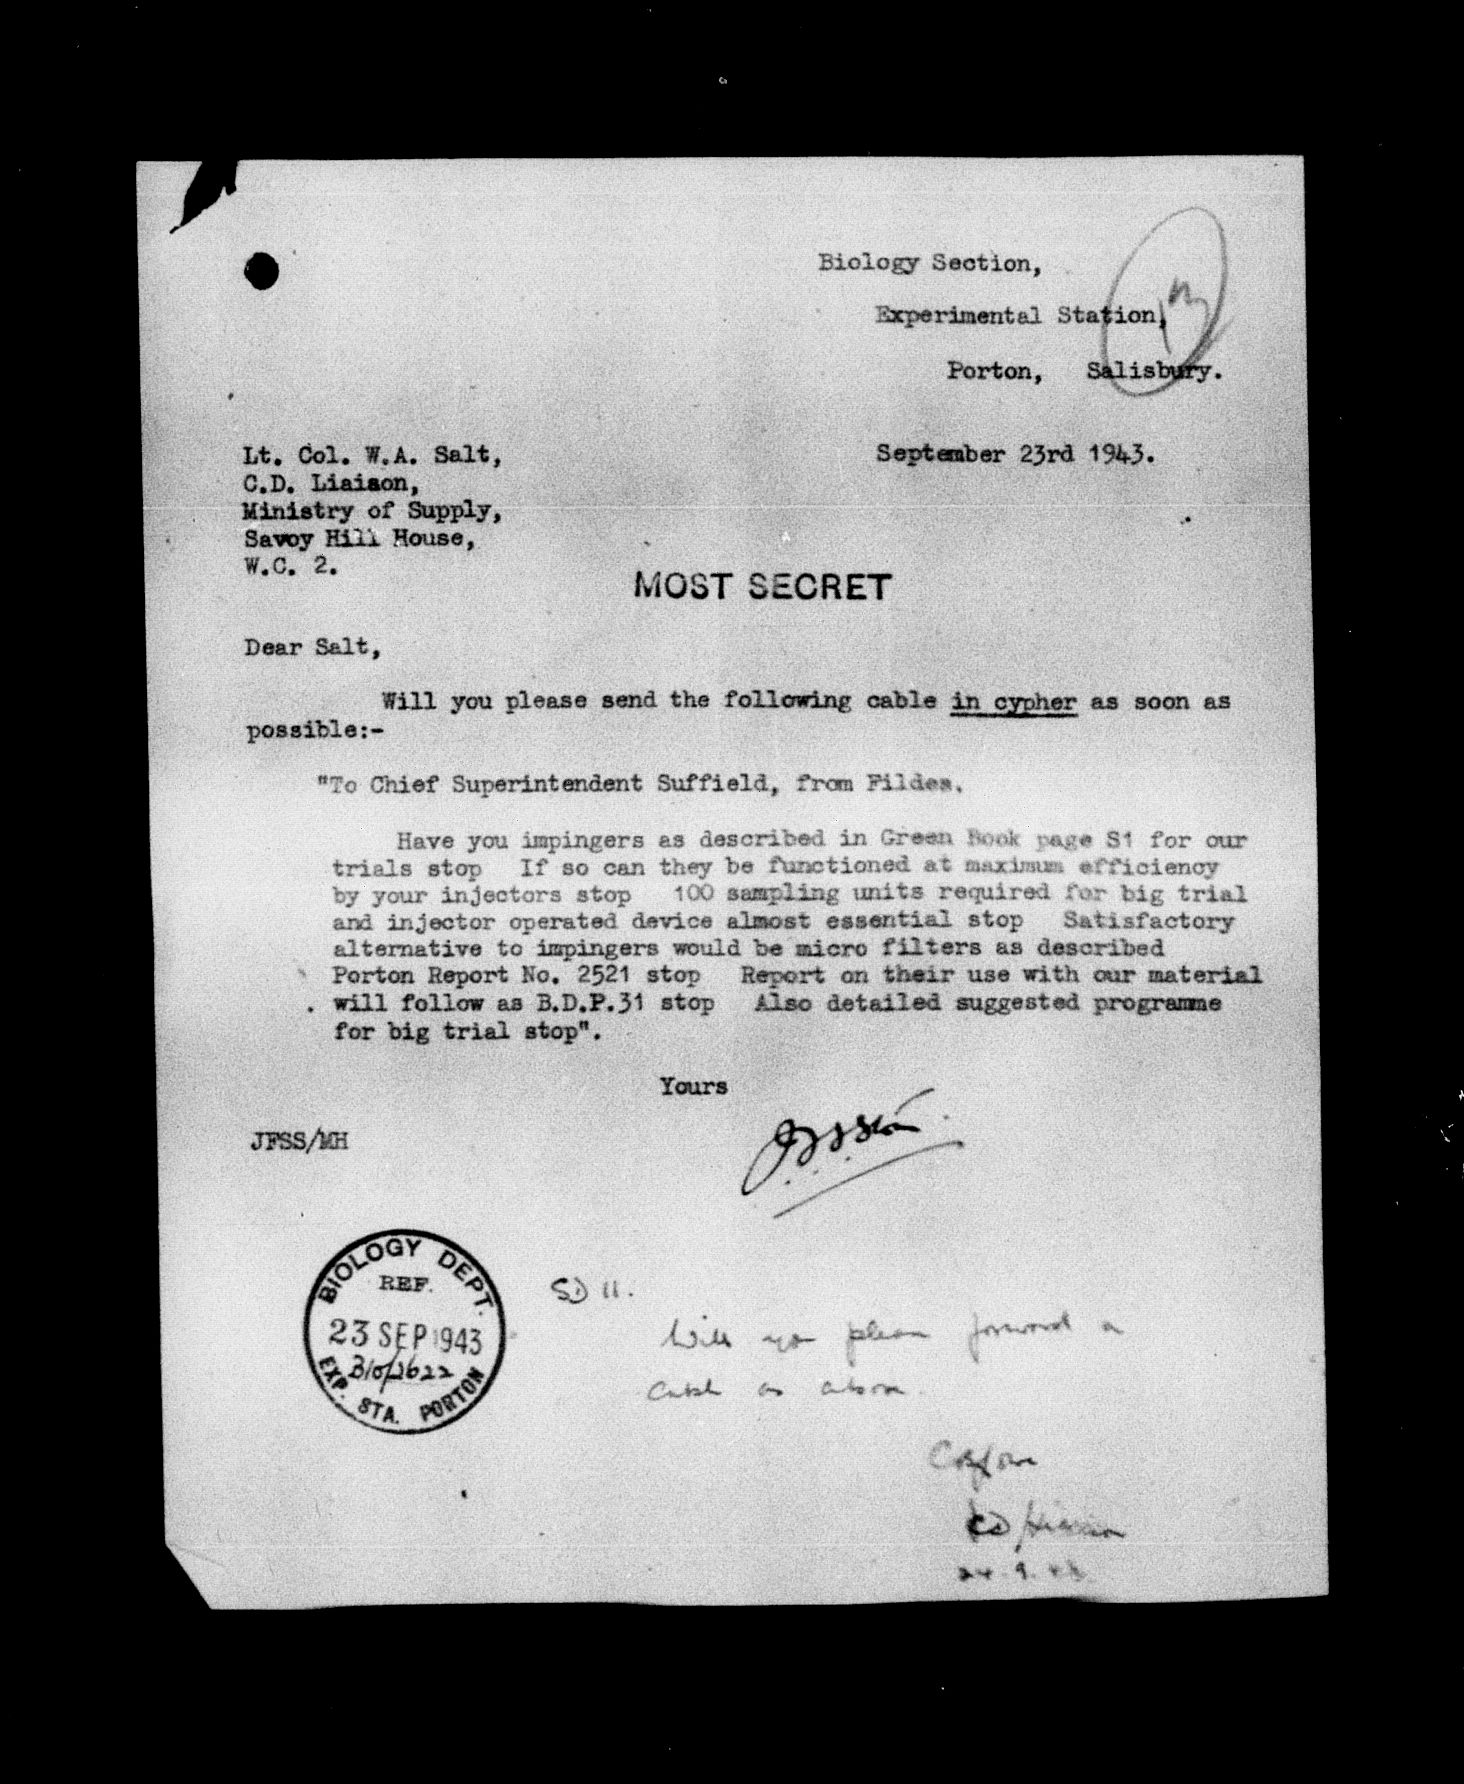 Biology Section,
Experimental Station,
13
Porton, Salisbury.
Lt. Col. W.A. Salt,
September 23rd 1943.
C.D. Liaison,
Ministry of Supply,
Savoy Hill House,
W.C. 2.
MOST SECRET
Dear Salt,
Will you please send the following cable in cypher as soon as
possible:-
"To Chief Superintendent Suffield, from Fildes.
Have you impingers as described in Green Book page S1 for our
trials stop If so can they be functioned at maximum efficiency
by your injectors stop 100 sampling units required for big trial
and injector operated device almost essential stop Satisfactory
alternative to impingers would be micro filters as described
Porton Report No. 2521 stop Report on their use with our material
will follow as B.D.P.31 stop Also detailed suggested programme
for big trial stop".
Yours
JFSS/MH
BIOLOGY DEPT.
REF.
23 SEP 1943
EXP. STA. PORTON
SD 11.
Will you please forward a
cable as above.
CD Liaison
24.9.43